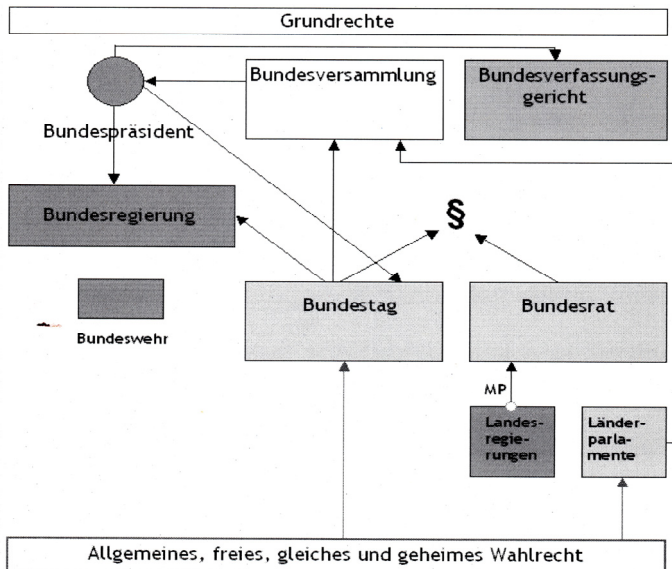 Grundrechte
Bundesversammlung
Bundesverfassungs-
gericht
Bundespräsident
Bundesregierung
§
Bundestag
Bundesrat
Bundeswehr
MP
Landes-
regie-
rungen
Länder-
parla-
mente
Allgemeines, freies, gleiches und geheimes Wahlrecht